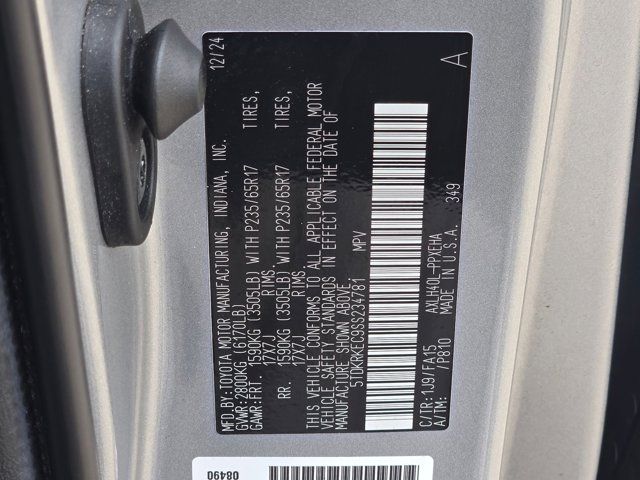 MFD.BY: TOYOTA MOTOR MANUFACTURING, INDIANA, INC. 12/24
GVWR: 2800KG (6170LB)
GAWR: FRT. 1590KG (3505LB) WITH P235/65R17 TIRES,
17X7J RIMS.
RR. 1590KG (3505LB) WITH P235/65R17 TIRES,
17X7J RIMS.
THIS VEHICLE CONFORMS TO ALL APPLICABLE FEDERAL MOTOR
VEHICLE SAFETY STANDARDS IN EFFECT ON THE DATE OF
MANUFACTURE SHOWN ABOVE.
5TDKRKEC9SS234781 MPV
A
C/TR: 1J9/FA15 AXLH40L-PPXEHA
A/TM: /P810 MADE IN U.S.A. 349
08490